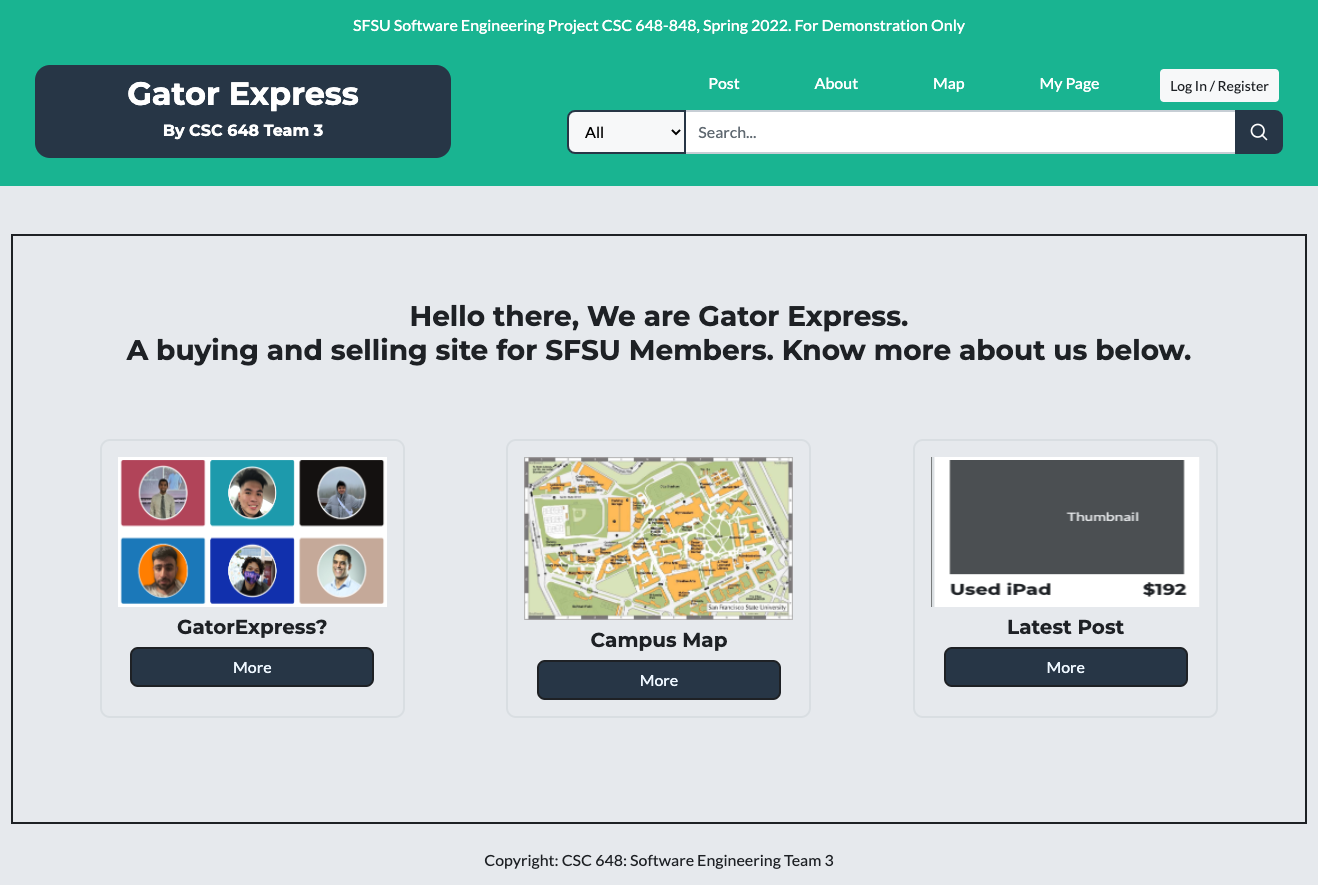 SFSU Software Engineering Project CSC 648-848, Spring 2022. For Demonstration Only
Gator Express
By CSC 648 Team 3
Post
About
Map
My Page
Log In / Register
All
Search...
Hello there, We are Gator Express.
A buying and selling site for SFSU Members. Know more about us below.
GatorExpress?
More
San Francisco State University
Campus Map
More
Thumbnail
Used iPad
$192
Latest Post
More
Copyright: CSC 648: Software Engineering Team 3